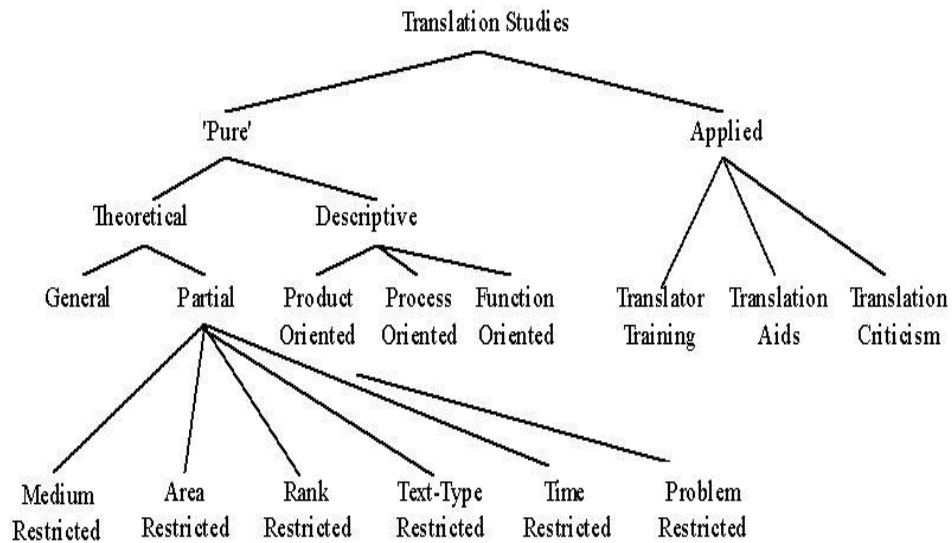 Translation Studies
'Pure'
Applied
Theoretical
Descriptive
General
Partial
Product
Oriented
Process
Oriented
Function
Oriented
Translator
Training
Translation
Aids
Translation
Criticism
Medium
Restricted
Area
Restricted
Rank
Restricted
Text-Type
Restricted
Time
Restricted
Problem
Restricted